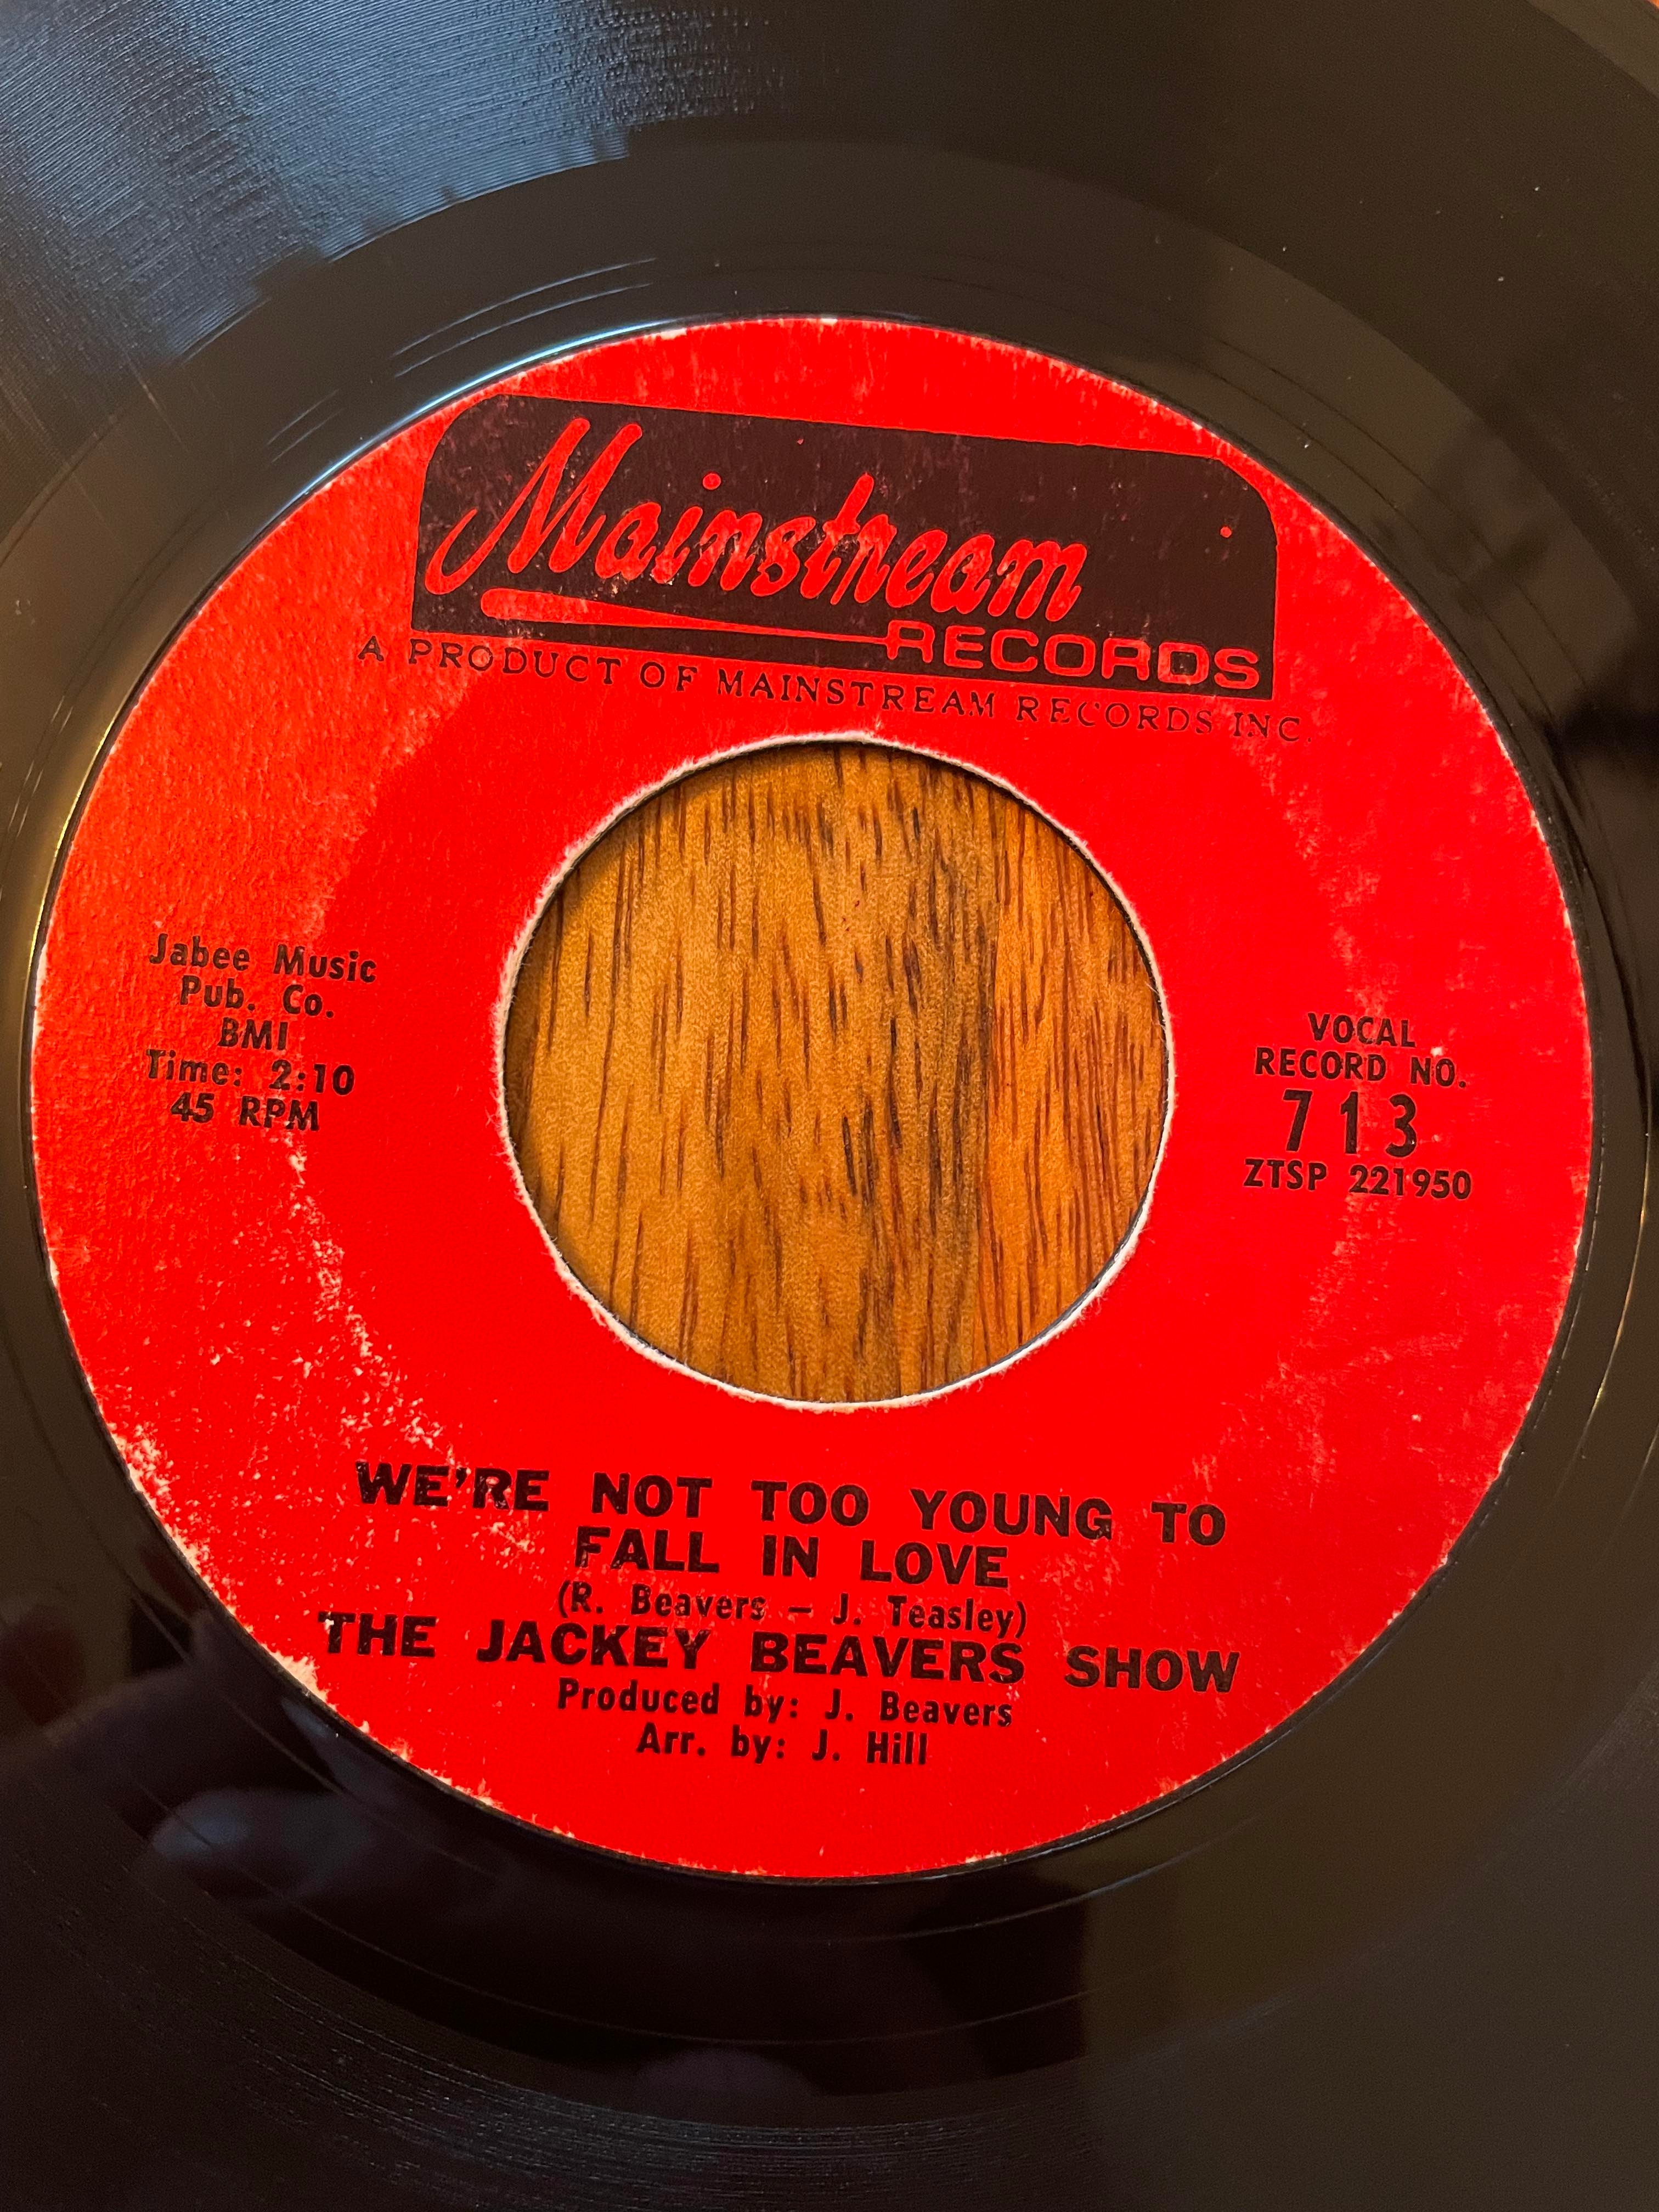 Mainstream
RECORDS
A PRODUCT OF MAINSTREAM RECORDS INC.
Jabee Music
Pub. Co.
BMI
Time: 2:10
45 RPM
VOCAL
RECORD NO.
713
ZTSP 221950
WE'RE NOT TOO YOUNG TO
FALL IN LOVE
(R. Beavers – J. Teasley)
THE JACKEY BEAVERS SHOW
Produced by: J. Beavers
Arr. by: J. Hill